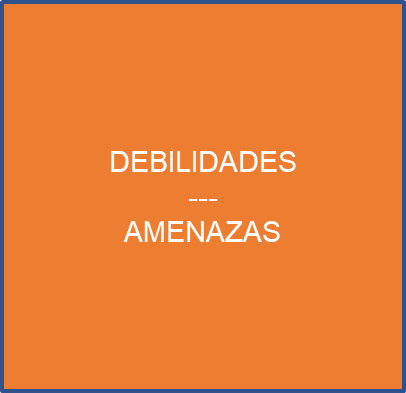 DEBILIDADES
---
AMENAZAS